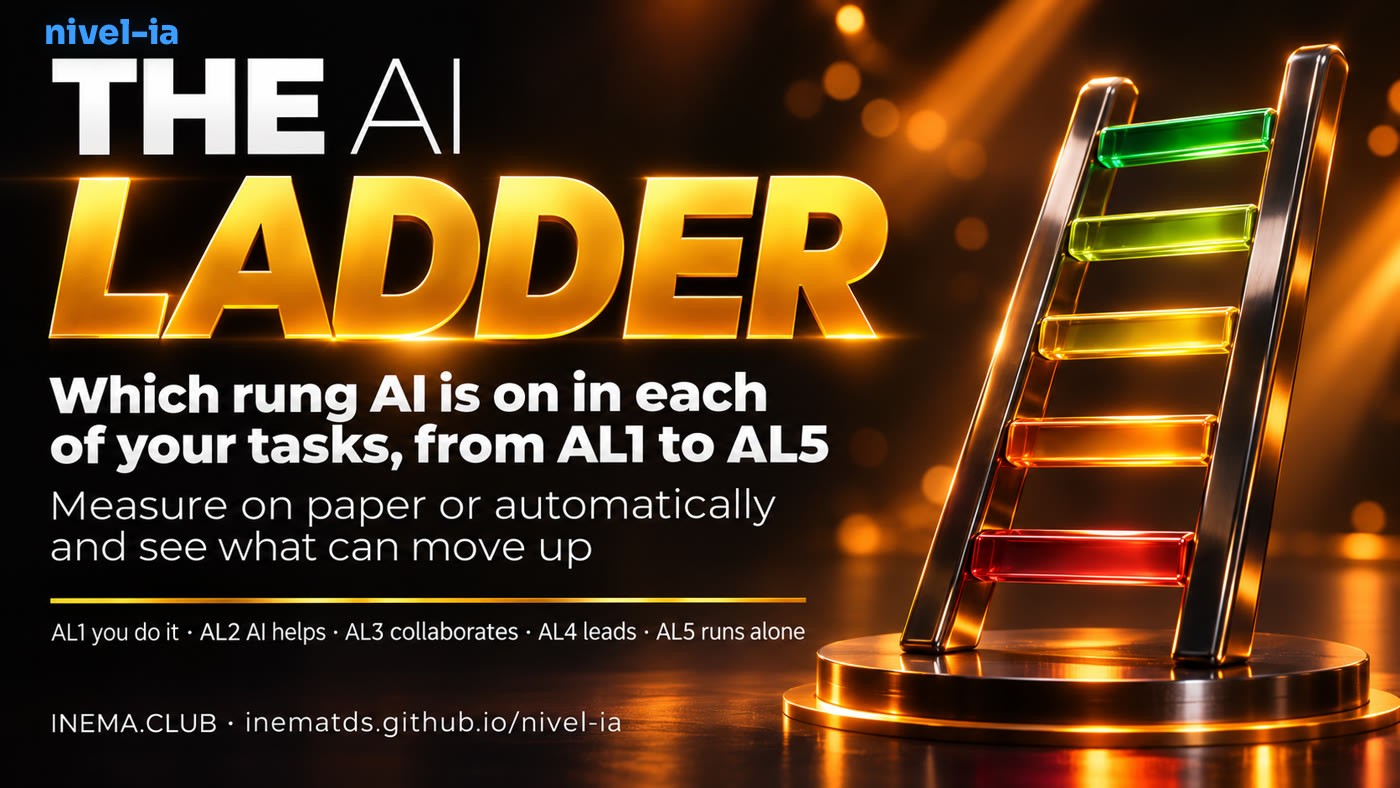 nivel-ia
THE AI
LADDER
Which rung AI is on in each
of your tasks, from AL1 to AL5
Measure on paper or automatically
and see what can move up
AL1 you do it · AL2 AI helps · AL3 collaborates · AL4 leads · AL5 runs alone
INEMA.CLUB · inematds.github.io/nivel-ia